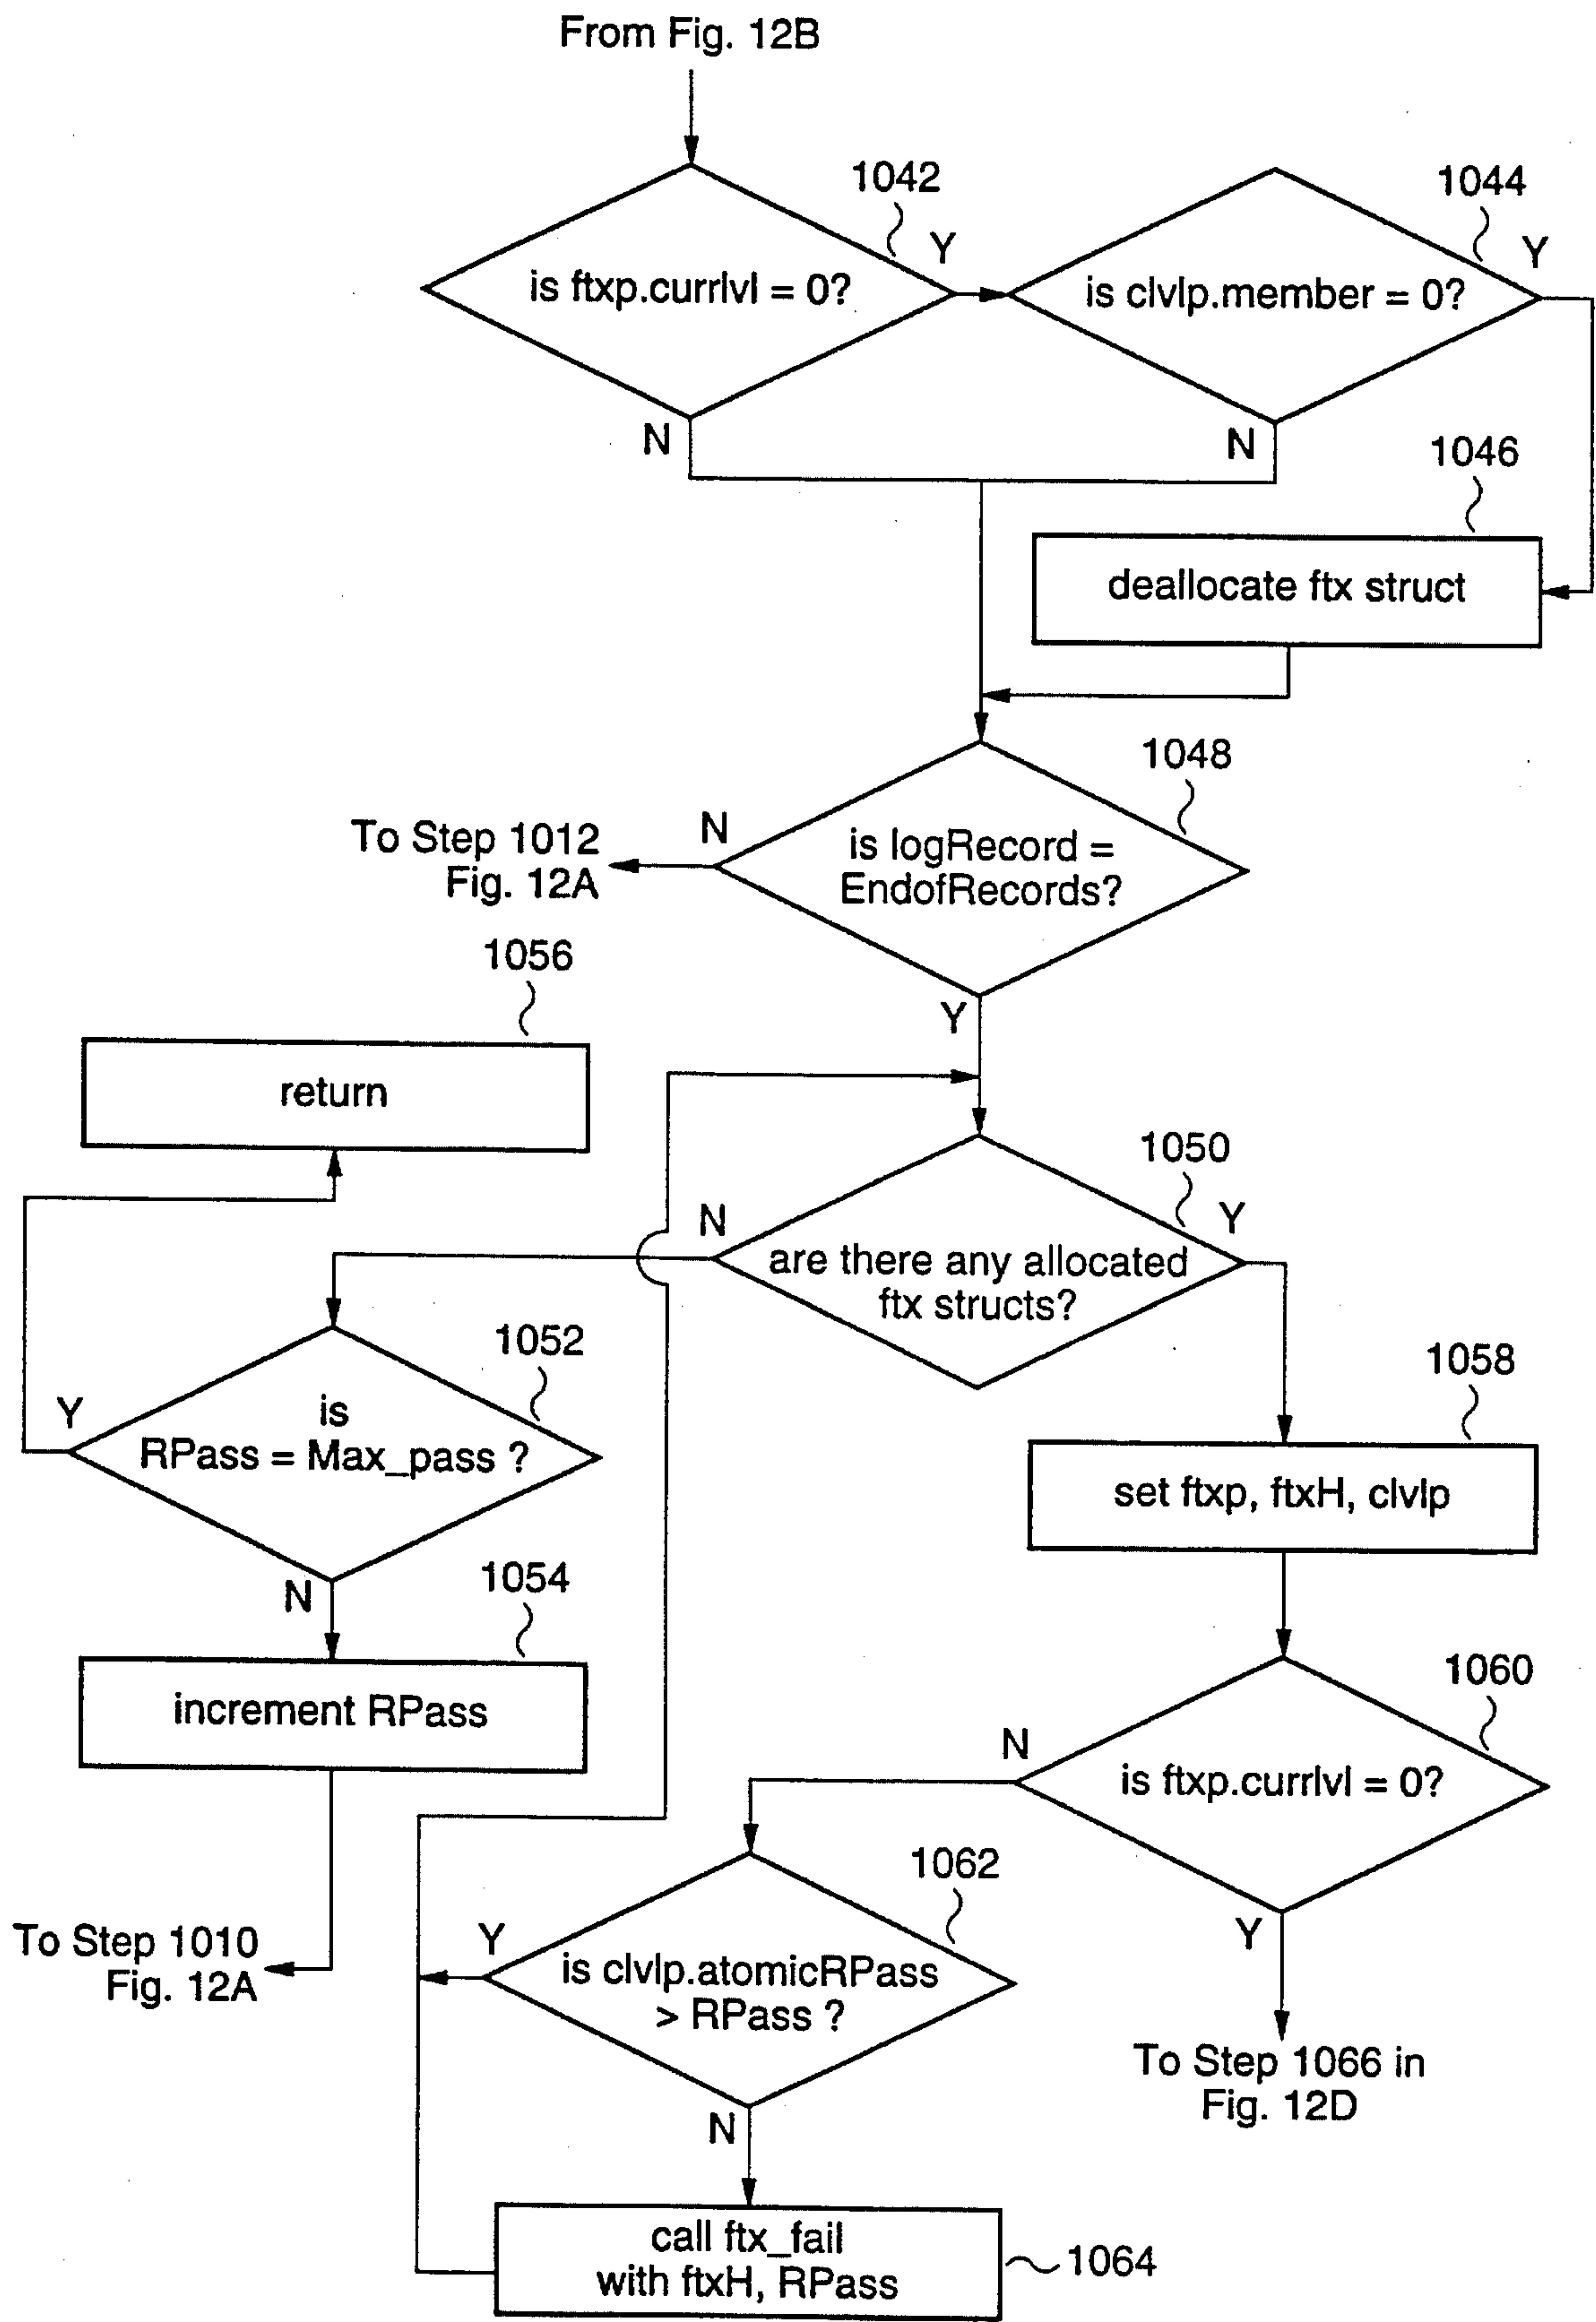 From Fig. 12B
1042
1044
Y
Y
is ftxp.currlvl = 0?
is clvlp.member = 0?
N
N
1046
deallocate ftx struct
1048
N
To Step 1012
Fig. 12A
is logRecord =
EndofRecords?
1056
Y
return
1050
N
Y
are there any allocated
ftx structs?
1052
1058
Y
is
RPass = Max_pass ?
set ftxp, ftxH, clvlp
N
1054
increment RPass
1060
N
is ftxp.currlvl = 0?
1062
Y
Y
To Step 1010
Fig. 12A
is clvlp.atomicRPass
> RPass ?
To Step 1066 in
Fig. 12D
N
call ftx_fail
with ftxH, RPass
1064